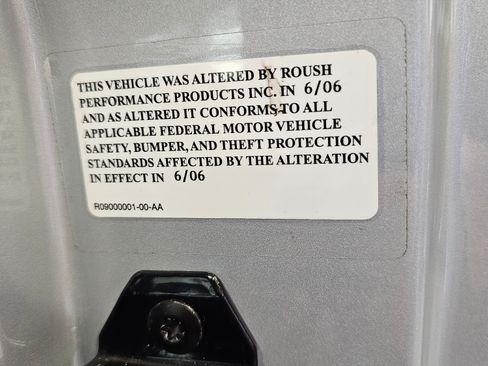 THIS VEHICLE WAS ALTERED BY ROUSH
PERFORMANCE PRODUCTS INC. IN 6/06
AND AS ALTERED IT CONFORMS TO ALL
APPLICABLE FEDERAL MOTOR VEHICLE
SAFETY, BUMPER, AND THEFT PROTECTION
STANDARDS AFFECTED BY THE ALTERATION
IN EFFECT IN 6/06
R09000001-00-AA